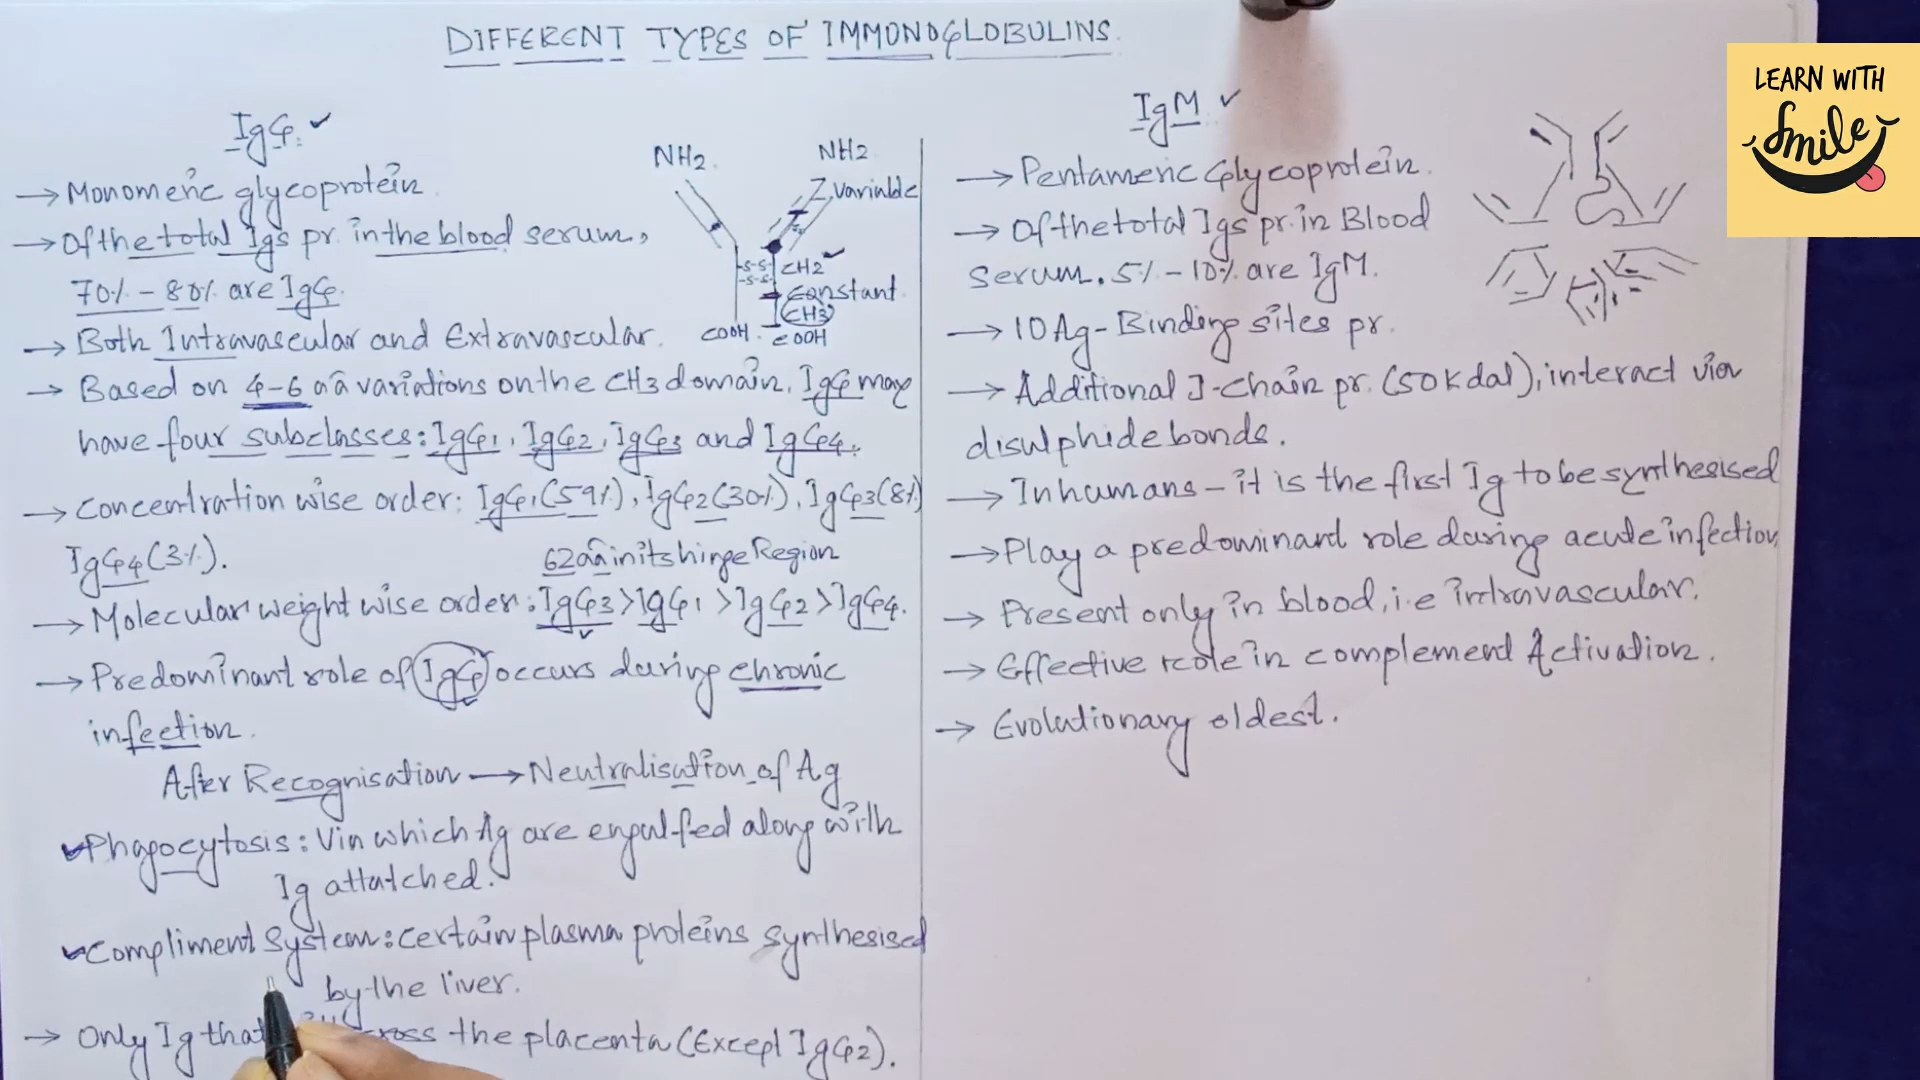 DIFFERENT TYPES OF IMMONOGLOBULINS.
LEARN WITH
Smile
IgG.
→ Monomeric glycoprotein.
→ Of the total Igs pr. in the blood serum,
70% - 80% are IgG.
→ Both Intravascular and Extravascular.
→ Based on 4-6 aa variations on the CH3 domain, IgG may
have four subclasses: IgG1, IgG2, IgG3 and IgG4.
→ Concentration wise order: IgG1(59%), IgG2(30%), IgG3(8%)
IgG4(3%).
62aa in its hinge Region
→ Molecular weight wise order: IgG3>IgG1>IgG2>IgG4.
→ Predominant role of IgG occurs during chronic
infection.
After Recognisation → Neutralisation of Ag
Phagocytosis: Via which Ag are engulfed along with
Ig attatched.
Compliment System: certain plasma proteins synthesised
by the liver.
→ Only Ig that cross the placenta (Except IgG2).
NH2.
NH2
variable
-S-S-
CH2
-S-S-
constant
CH3
COOH.
COOH
IgM
→ Pentameric Glycoprotein.
→ Of the total Igs pr. in Blood
serum, 5% - 10% are IgM.
→ 10 Ag-Binding sites pr.
→ Additional J-chain pr. (50Kdal), interact via
disulphide bonds.
→ In humans - it is the first Ig to be synthesised
→ Play a predominant role during acute infection
→ Present only in blood, i.e intravascular.
→ Effective role in complement Activation.
→ Evolutionary oldest.